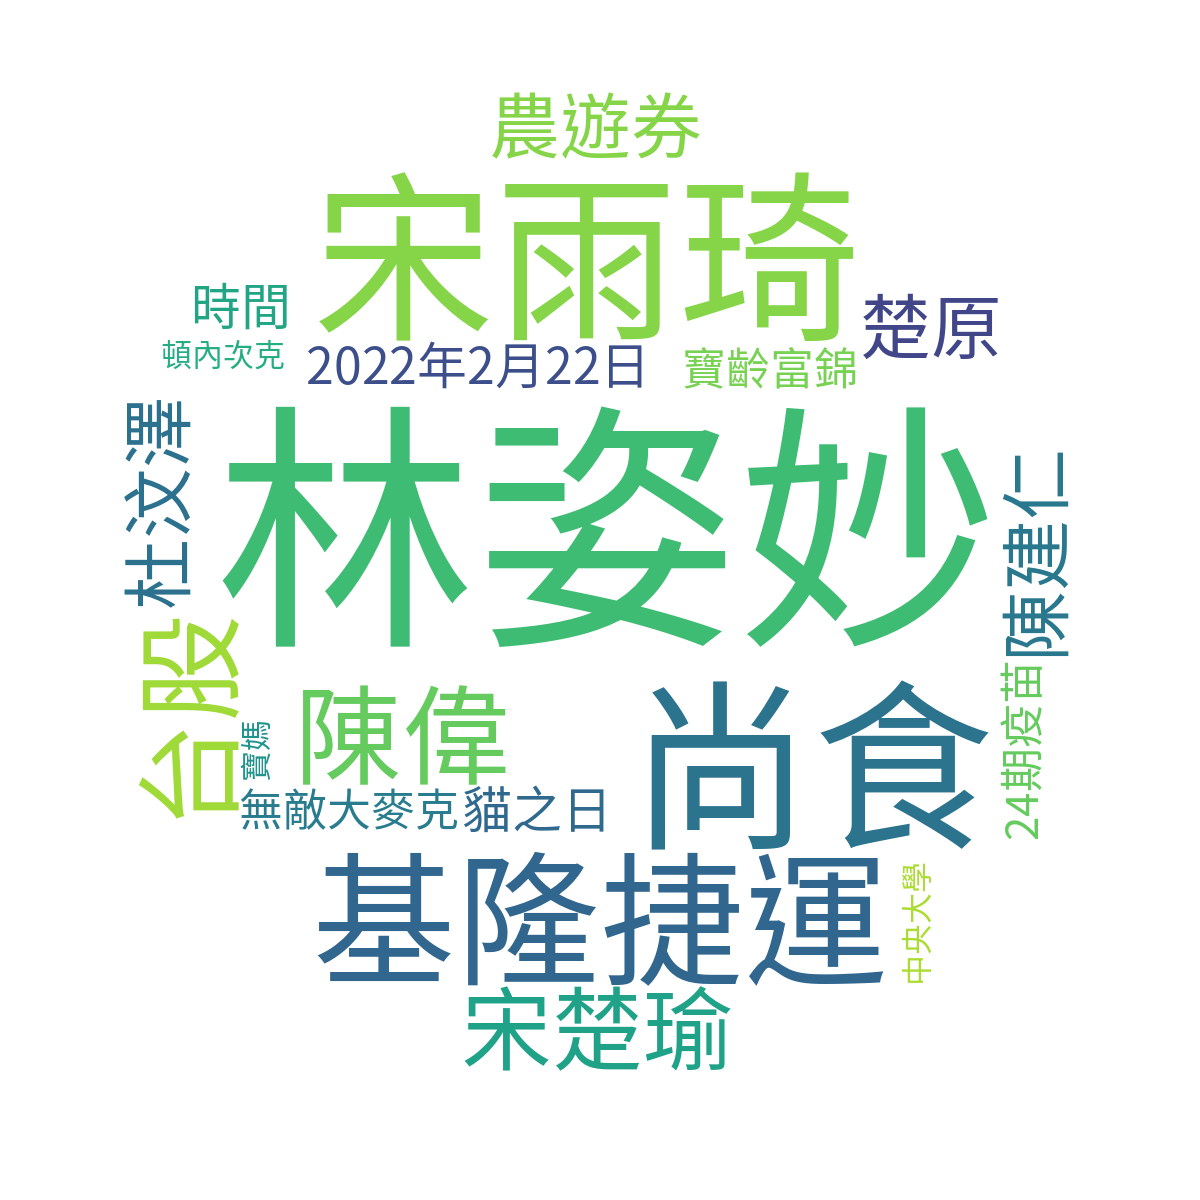 農遊券
宋雨琦
時間
楚原
頓內次克
2022年2月22日
寶齡富錦
林姿妙
杜汶澤
陳建仁
台股
陳偉
尚食
24期疫苗
寶媽
無敵大麥克
貓之日
基隆捷運
中央大學
宋楚瑜